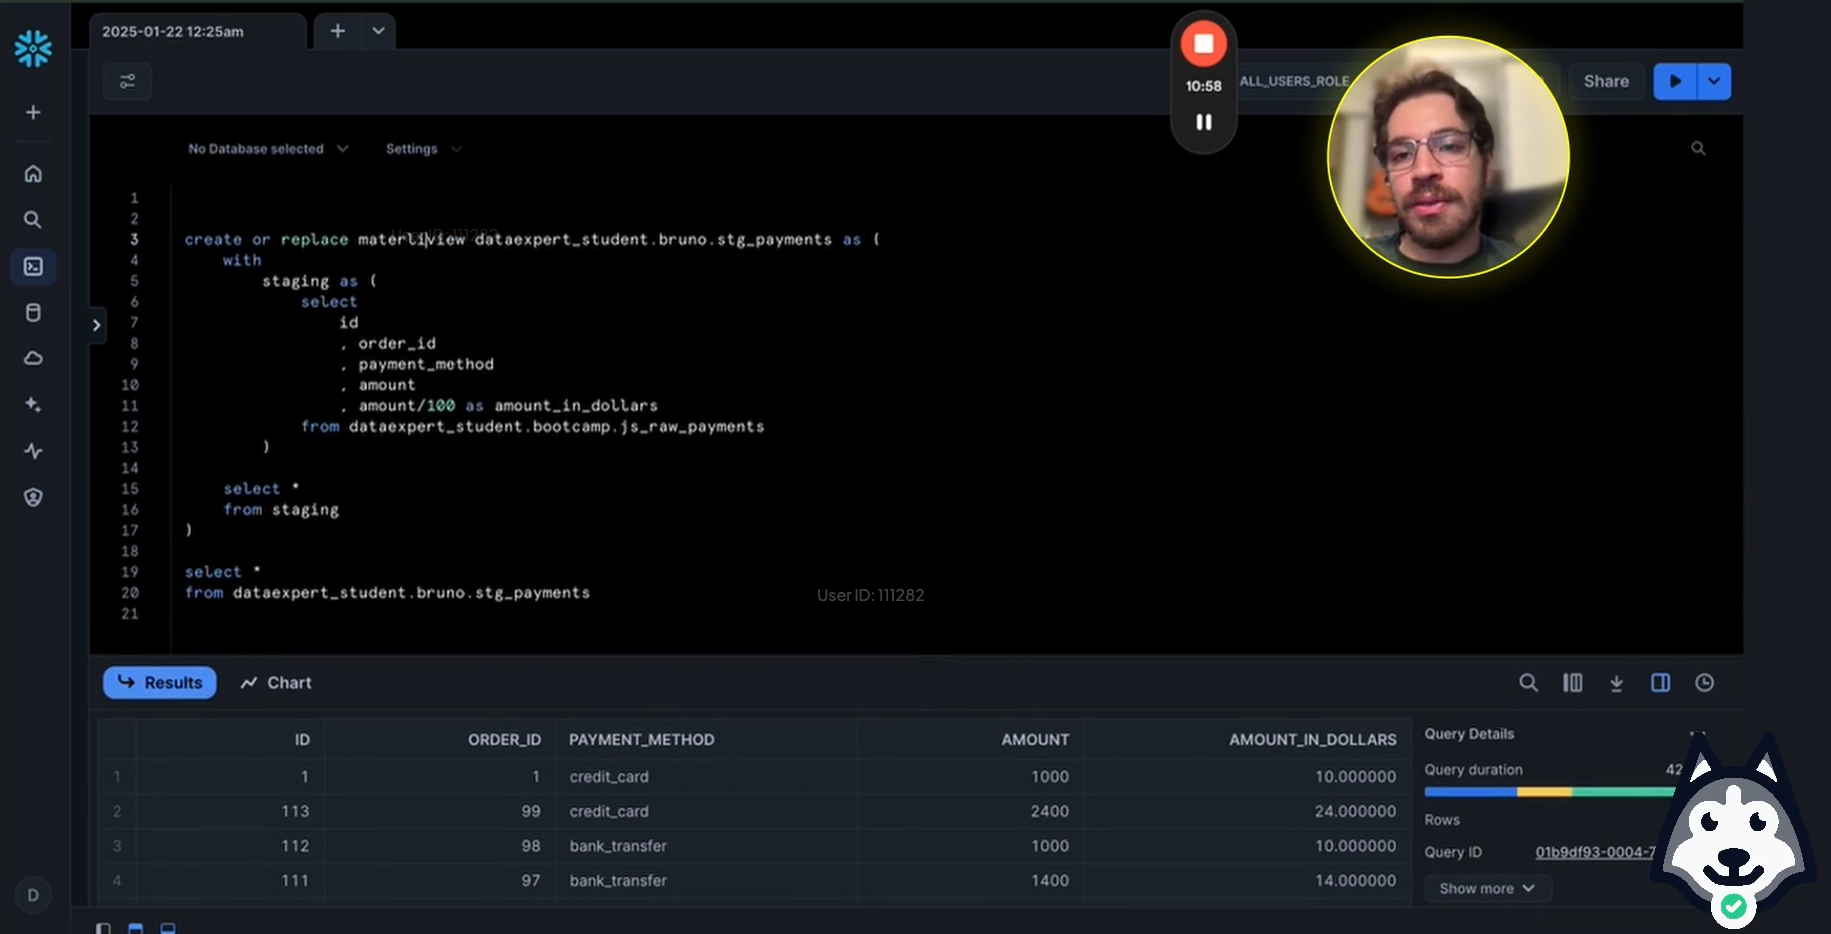 2025-01-22 12:25am
10:58
ALL_USERS_ROLE
Share
No Database selected
Settings
1
2
User ID: 111282
3 create or replace materliview dataexpert_student.bruno.stg_payments as (
4 with
5 staging as (
6 select
7 id
8 , order_id
9 , payment_method
10 , amount
11 , amount/100 as amount_in_dollars
12 from dataexpert_student.bootcamp.js_raw_payments
13 )
14
15 select *
16 from staging
17 )
18
19 select *
20 from dataexpert_student.bruno.stg_payments
User ID: 111282
21
Results
Chart
ID ORDER_ID PAYMENT_METHOD AMOUNT AMOUNT_IN_DOLLARS
1 1 1 credit_card 1000 10.000000
2 113 99 credit_card 2400 24.000000
3 112 98 bank_transfer 1000 10.000000
4 111 97 bank_transfer 1400 14.000000
Query Details
Query duration 42
Rows
Query ID 01b9df93-0004-7
Show more
D